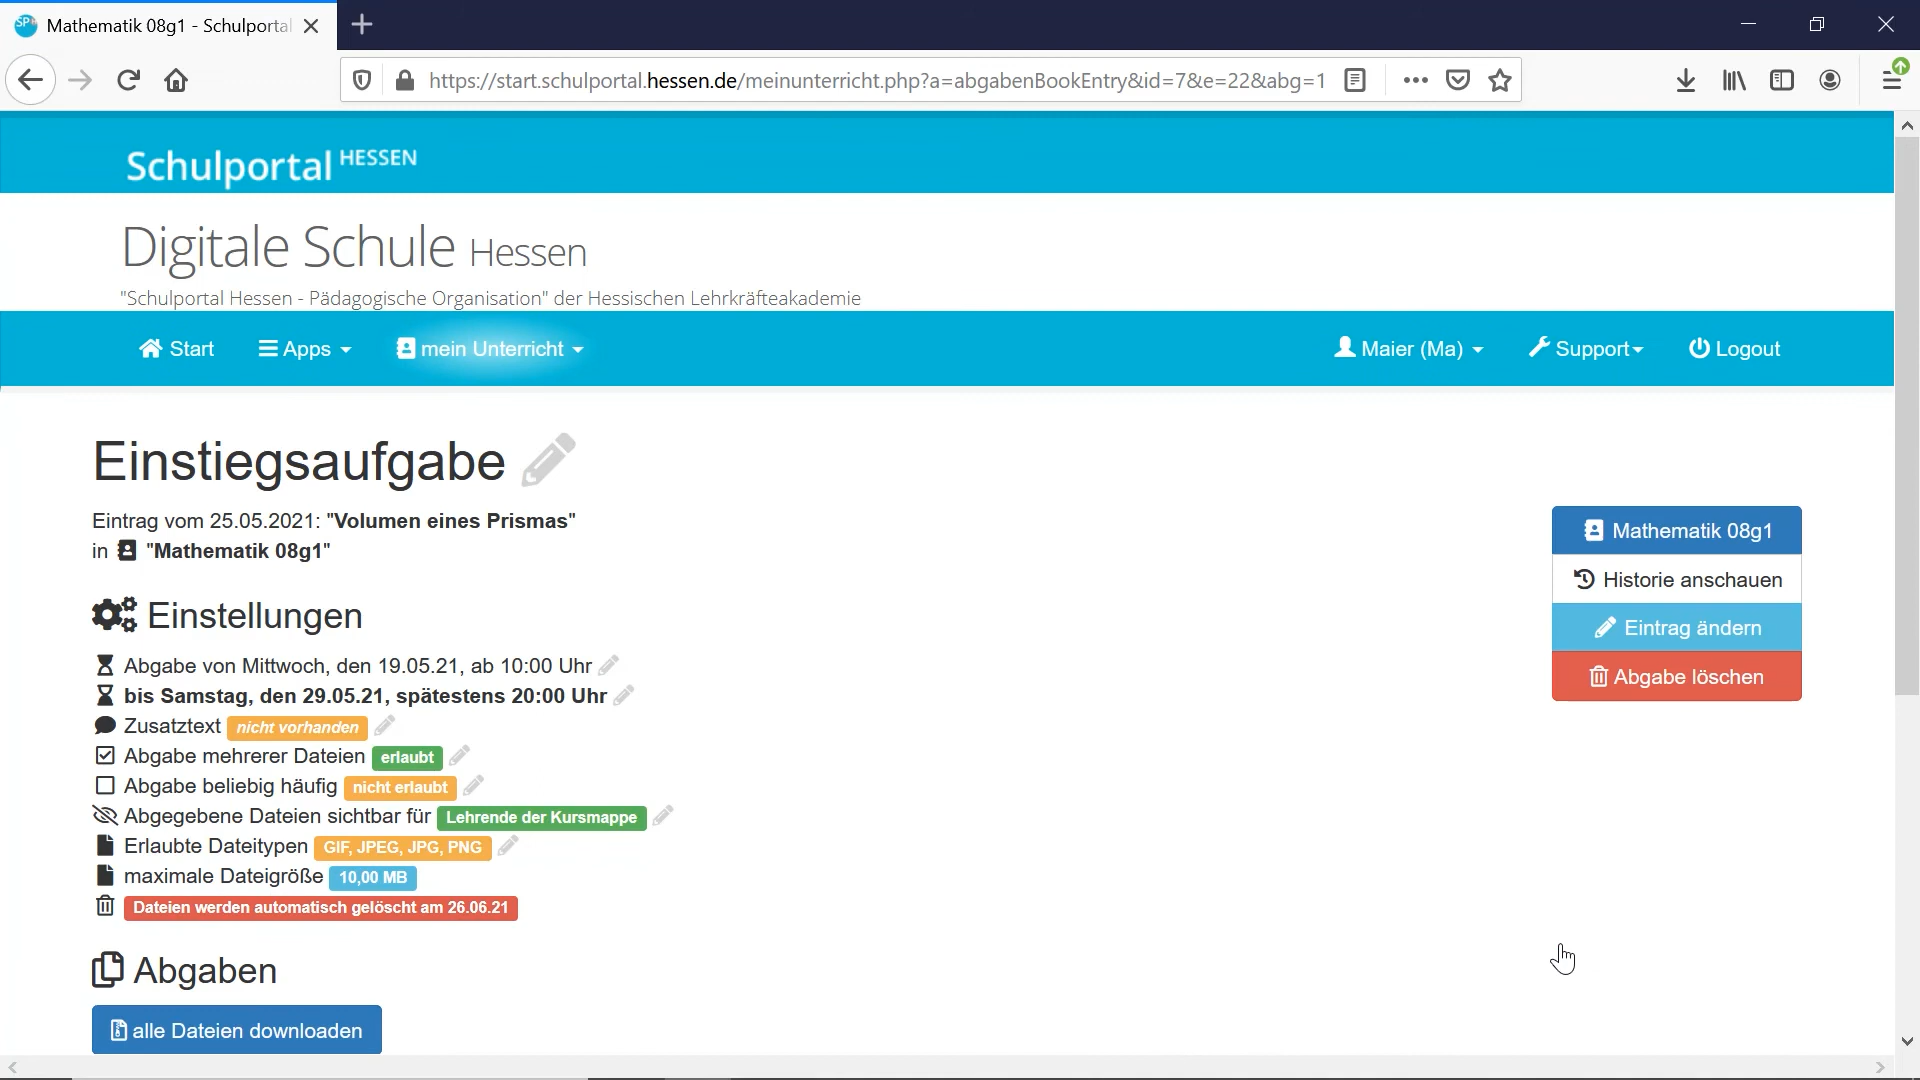 Mathematik 08g1 - Schulportal
https://start.schulportal.hessen.de/meinunterricht.php?a=abgabenBookEntry&id=7&e=22&abg=1
Schulportal HESSEN
Digitale Schule Hessen
"Schulportal Hessen - Pädagogische Organisation" der Hessischen Lehrkräfteakademie
Start Apps mein Unterricht Maier (Ma) Support Logout
Einstiegsaufgabe
Eintrag vom 25.05.2021: "Volumen eines Prismas"
in "Mathematik 08g1"
Mathematik 08g1
Historie anschauen
Eintrag ändern
Abgabe löschen
Einstellungen
Abgabe von Mittwoch, den 19.05.21, ab 10:00 Uhr
bis Samstag, den 29.05.21, spätestens 20:00 Uhr
Zusatztext nicht vorhanden
Abgabe mehrerer Dateien erlaubt
Abgabe beliebig häufig nicht erlaubt
Abgegebene Dateien sichtbar für Lehrende der Kursmappe
Erlaubte Dateitypen GIF, JPEG, JPG, PNG
maximale Dateigröße 10,00 MB
Dateien werden automatisch gelöscht am 26.06.21
Abgaben
alle Dateien downloaden